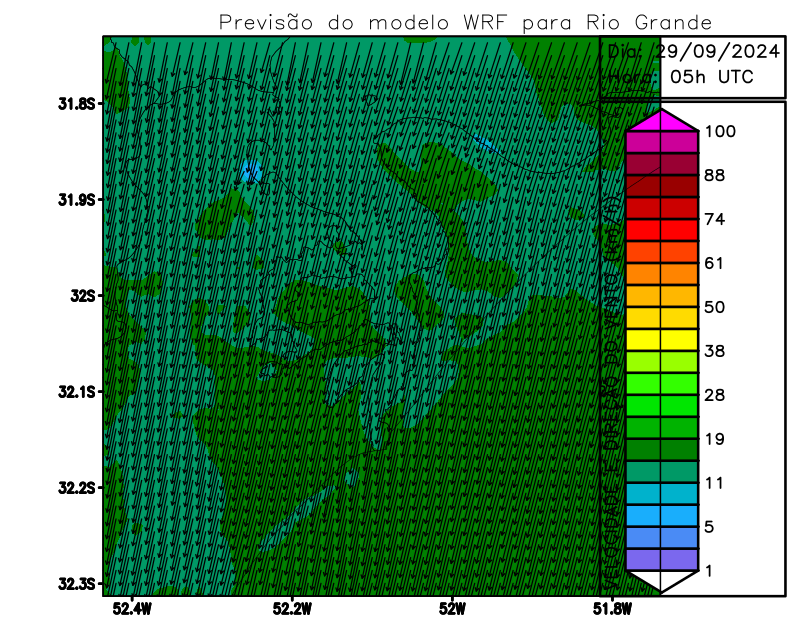 Previsão do modelo WRF para Rio Grande
Dia: 29/09/2024
Hora: 05h UTC
31.8S
31.9S
32S
32.1S
32.2S
32.3S
52.4W
52.2W
52W
51.8W
VELOCIDADE E DIREÇÃO DO VENTO (km/h)
100
88
74
61
50
38
28
19
11
5
1